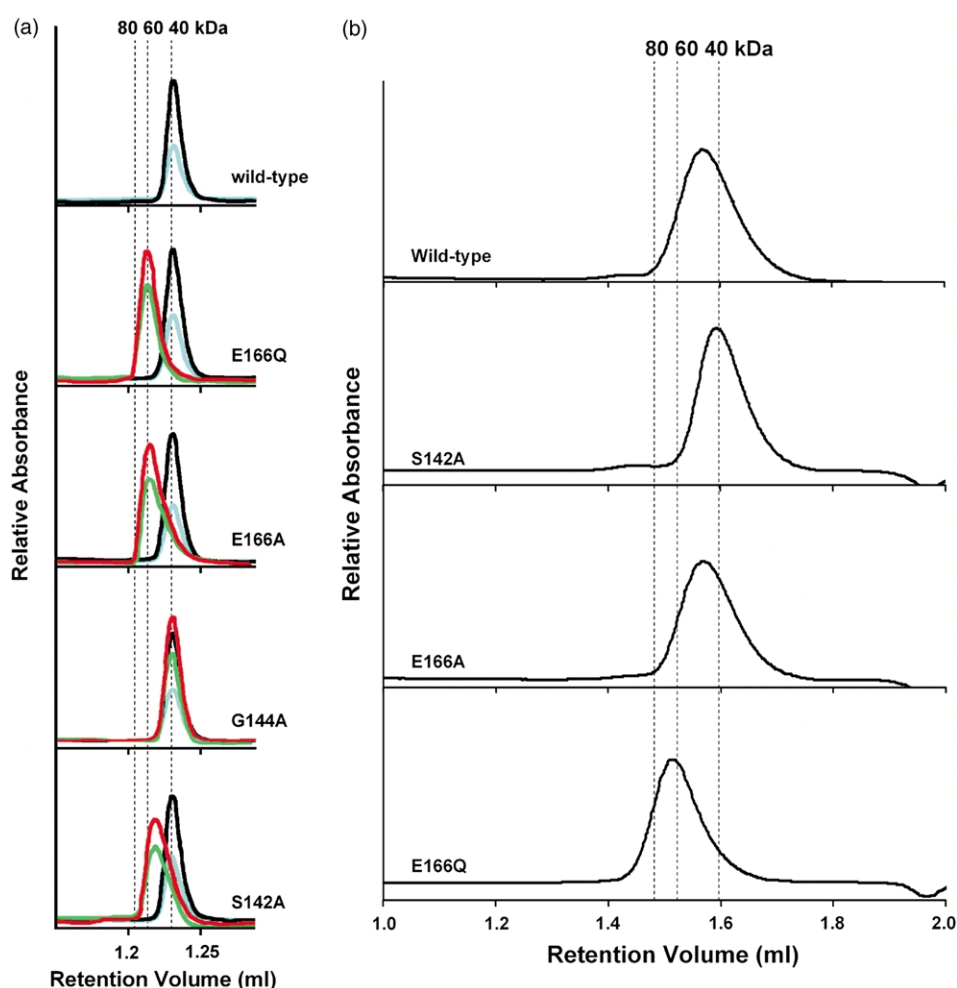 (a)
80 60 40 kDa
wild-type
E166Q
E166A
G144A
S142A
1.2 1.25
Retention Volume (ml)
Relative Absorbance
(b)
80 60 40 kDa
Wild-type
S142A
E166A
E166Q
1.0 1.2 1.4 1.6 1.8 2.0
Retention Volume (ml)
Relative Absorbance